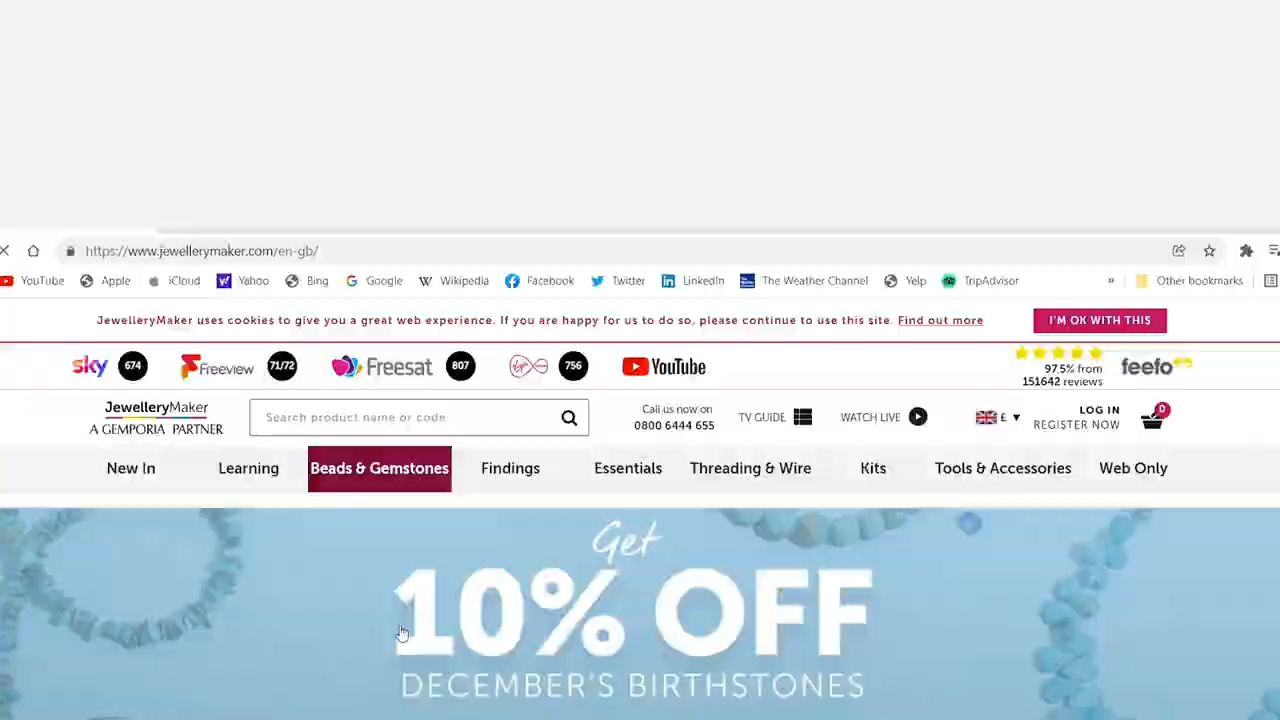 https://www.jewellerymaker.com/en-gb/
YouTube Apple iCloud Yahoo Bing Google Wikipedia Facebook Twitter LinkedIn The Weather Channel Yelp TripAdvisor » Other bookmarks
JewelleryMaker uses cookies to give you a great web experience. If you are happy for us to do so, please continue to use this site. Find out more I'M OK WITH THIS
sky 674 Freeview 71/72 Freesat 807 756 YouTube 97.5% from feefo
151642 reviews
JewelleryMaker
A GEMPORIA PARTNER
Search product name or code
Call us now on
0800 6444 655
TV GUIDE WATCH LIVE £
LOG IN
REGISTER NOW
0
New In Learning Beads & Gemstones Findings Essentials Threading & Wire Kits Tools & Accessories Web Only
Get
10% OFF
DECEMBER'S BIRTHSTONES